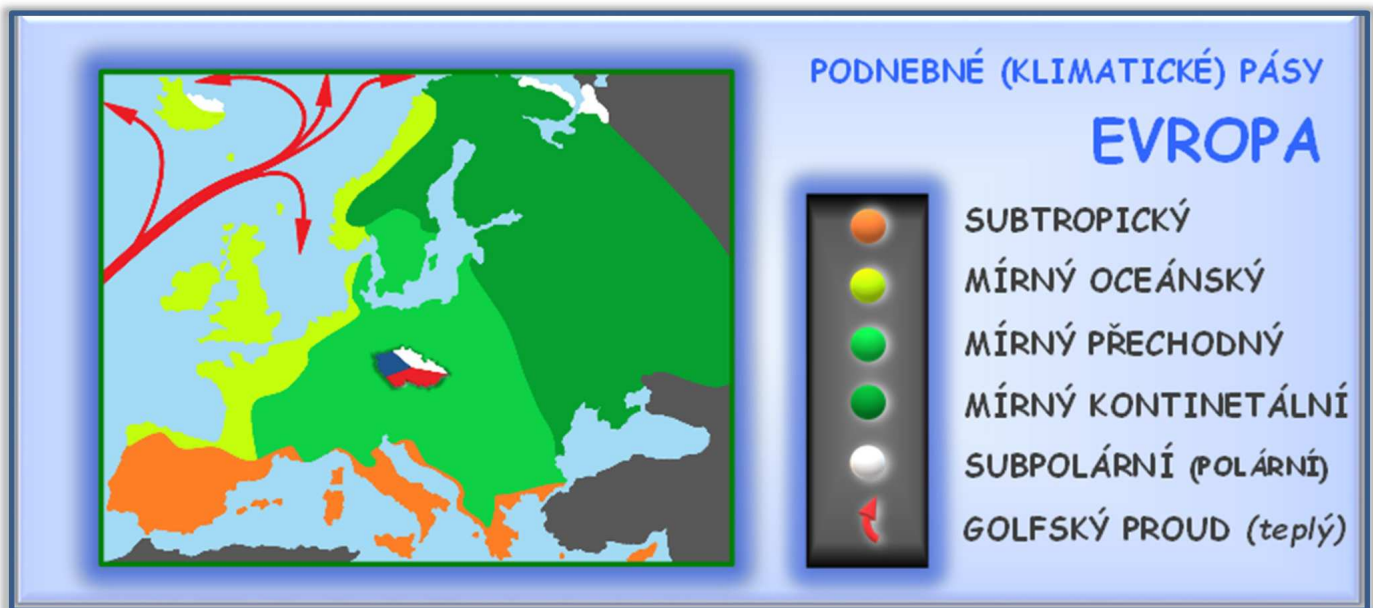 PODNEBNÉ (KLIMATICKÉ) PÁSY
EVROPA
SUBTROPICKÝ
MÍRNÝ OCEÁNSKÝ
MÍRNÝ PŘECHODNÝ
MÍRNÝ KONTINETÁLNÍ
SUBPOLÁRNÍ (POLÁRNÍ)
GOLFSKÝ PROUD (teplý)